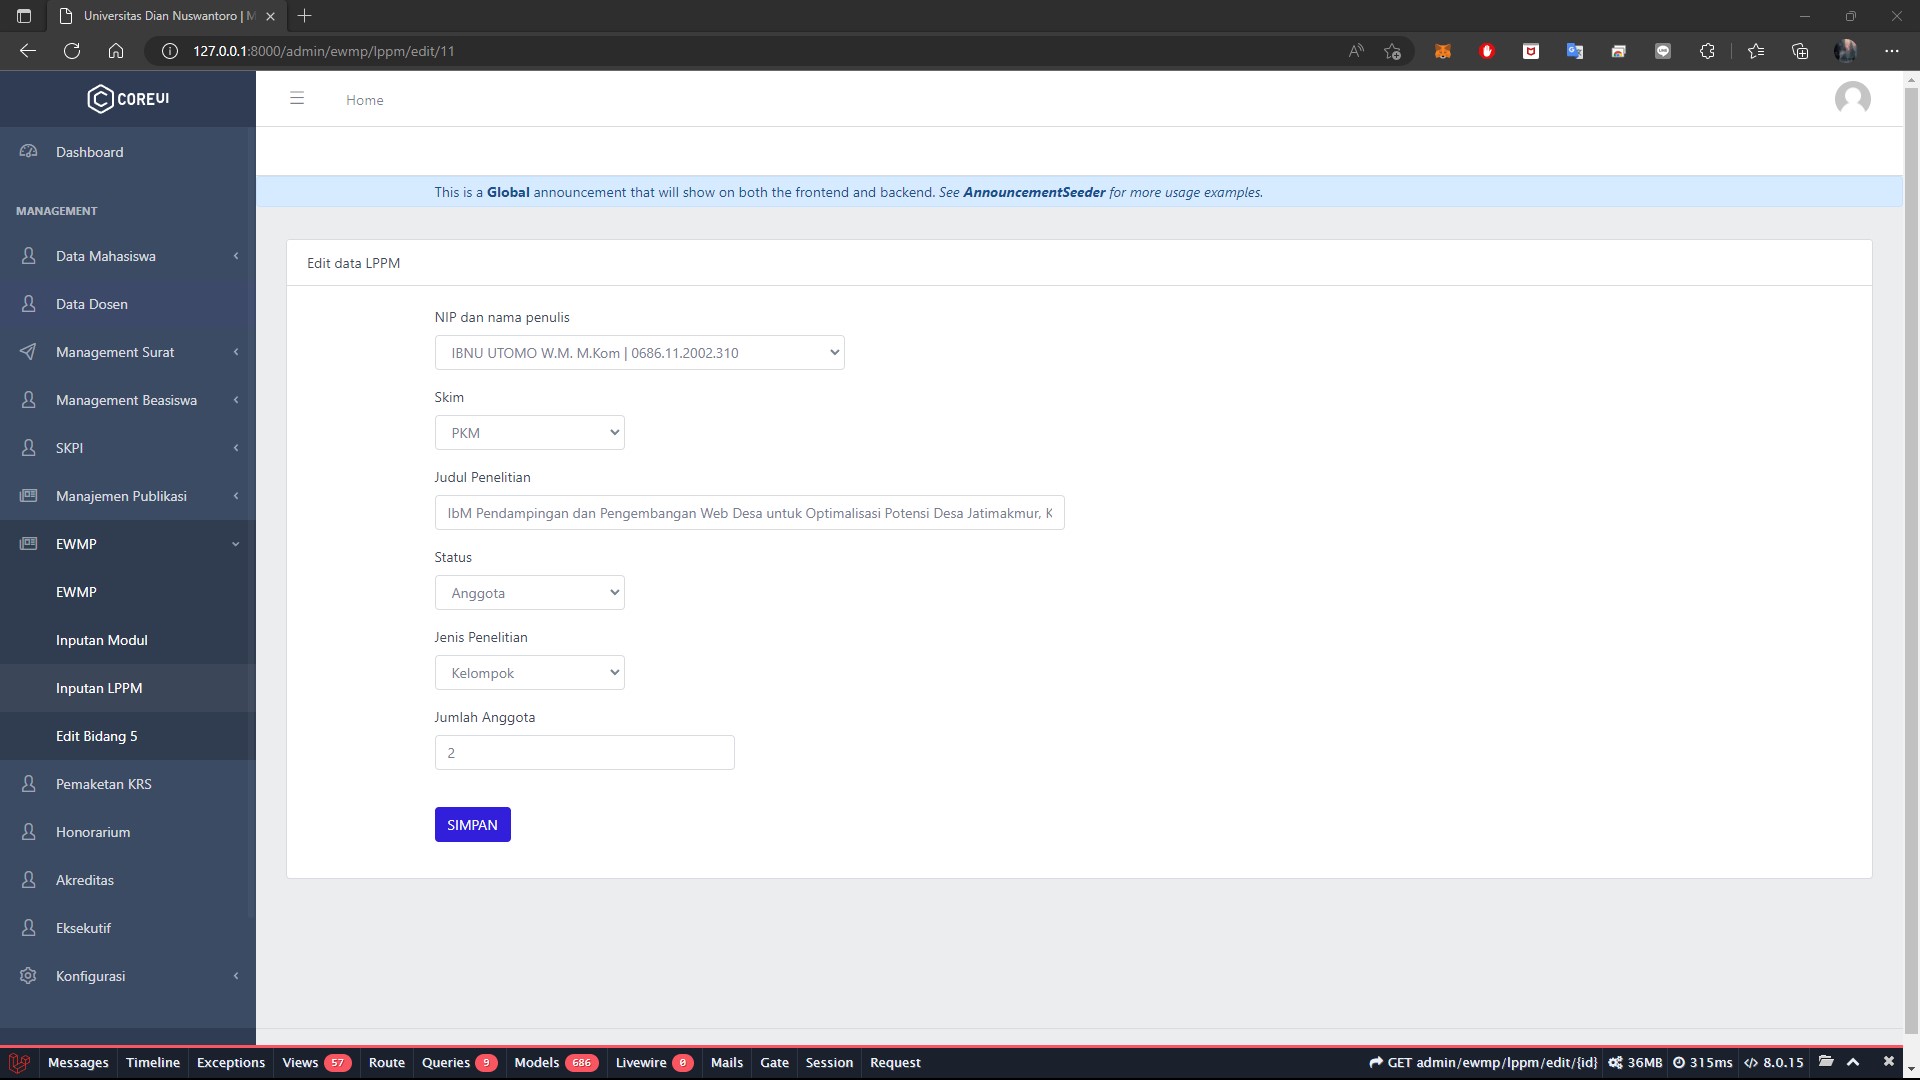 Universitas Dian Nuswantoro | M
127.0.0.1:8000/admin/ewmp/lppm/edit/11
COREUI
Home
Dashboard
This is a Global announcement that will show on both the frontend and backend. See AnnouncementSeeder for more usage examples.
MANAGEMENT
Data Mahasiswa
Data Dosen
Management Surat
Management Beasiswa
SKPI
Manajemen Publikasi
EWMP
EWMP
Inputan Modul
Inputan LPPM
Edit Bidang 5
Pemaketan KRS
Honorarium
Akreditas
Eksekutif
Konfigurasi
Edit data LPPM
NIP dan nama penulis
IBNU UTOMO W.M. M.Kom | 0686.11.2002.310
Skim
PKM
Judul Penelitian
IbM Pendampingan dan Pengembangan Web Desa untuk Optimalisasi Potensi Desa Jatimakmur, K
Status
Anggota
Jenis Penelitian
Kelompok
Jumlah Anggota
2
SIMPAN
Messages Timeline Exceptions Views 57 Route Queries 9 Models 686 Livewire 0 Mails Gate Session Request GET admin/ewmp/lppm/edit/{id} 36MB 315ms 8.0.15